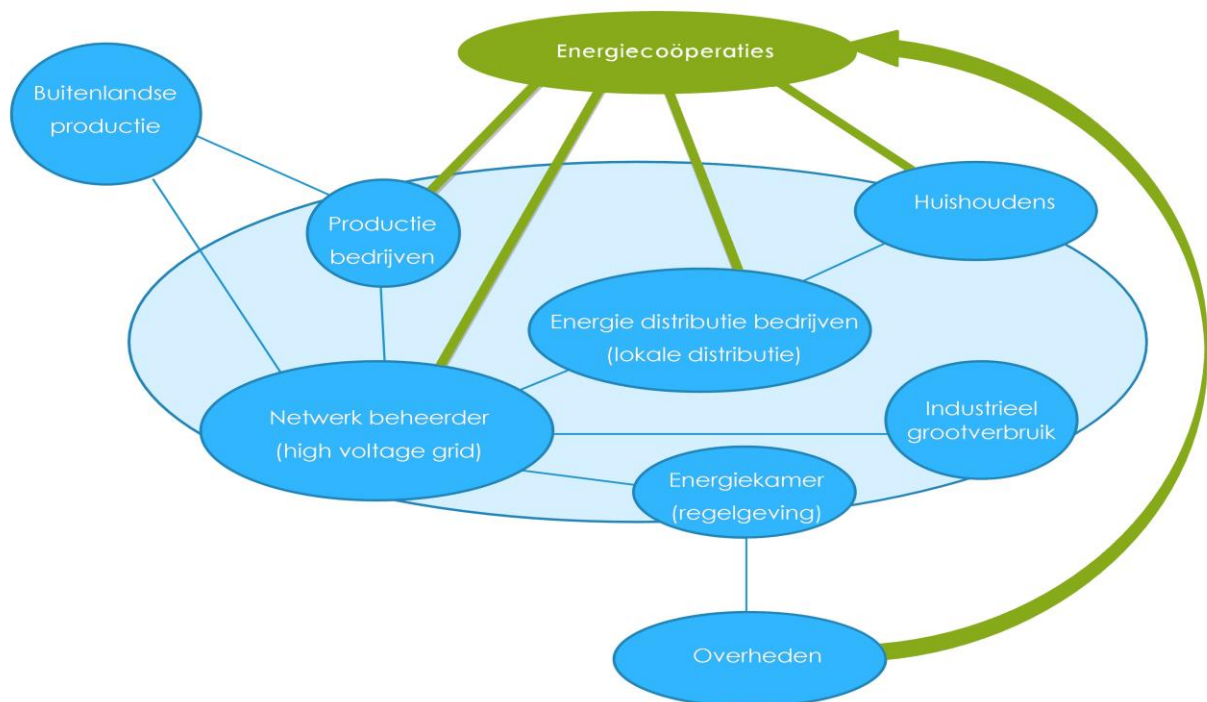 Energiecoöperaties
Buitenlandse
productie
Productie
bedrijven
Huishoudens
Energie distributie bedrijven
(lokale distributie)
Netwerk beheerder
(high voltage grid)
Industrieel
grootverbruik
Energiekamer
(regelgeving)
Overheden